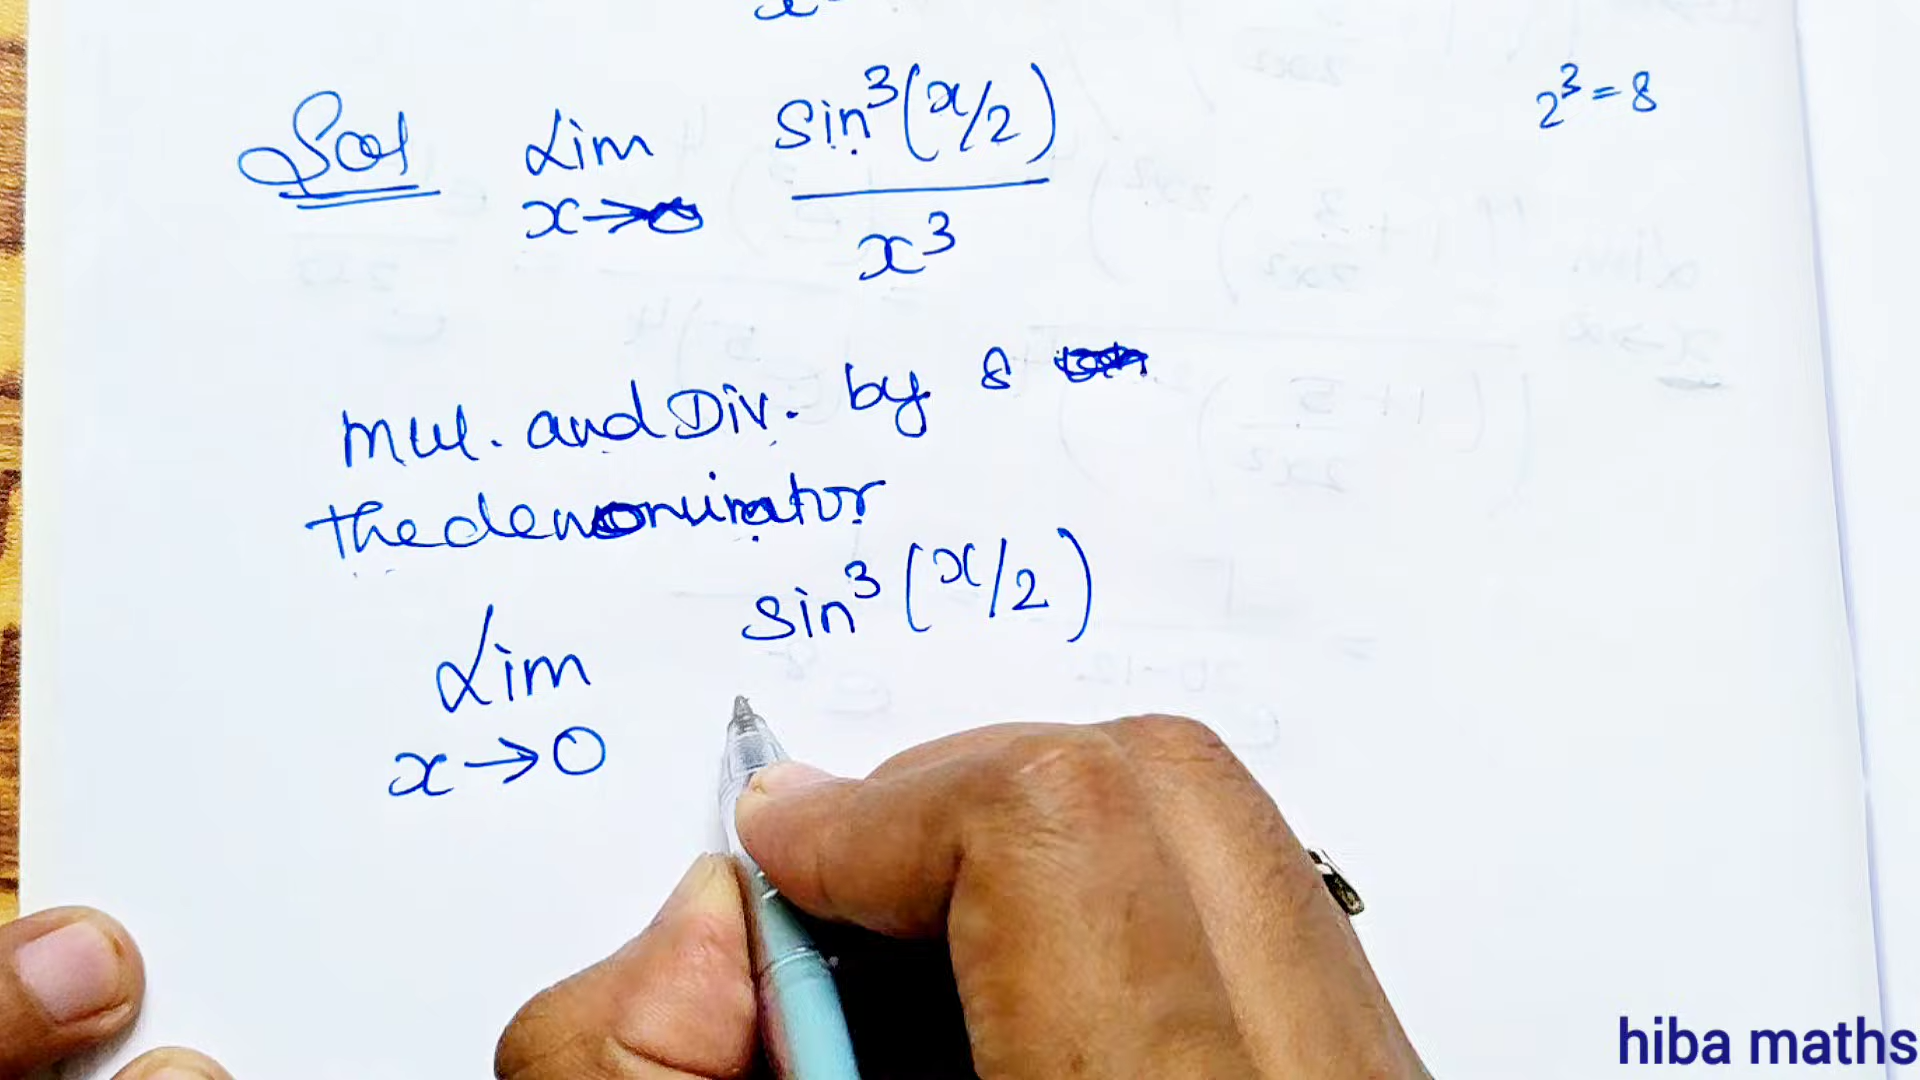 Sol Lim sin³(x/2)
x→0 x³
2³=8
Mul. and Div. by 8
the denominator
Lim sin³(x/2)
x→0
hiba maths